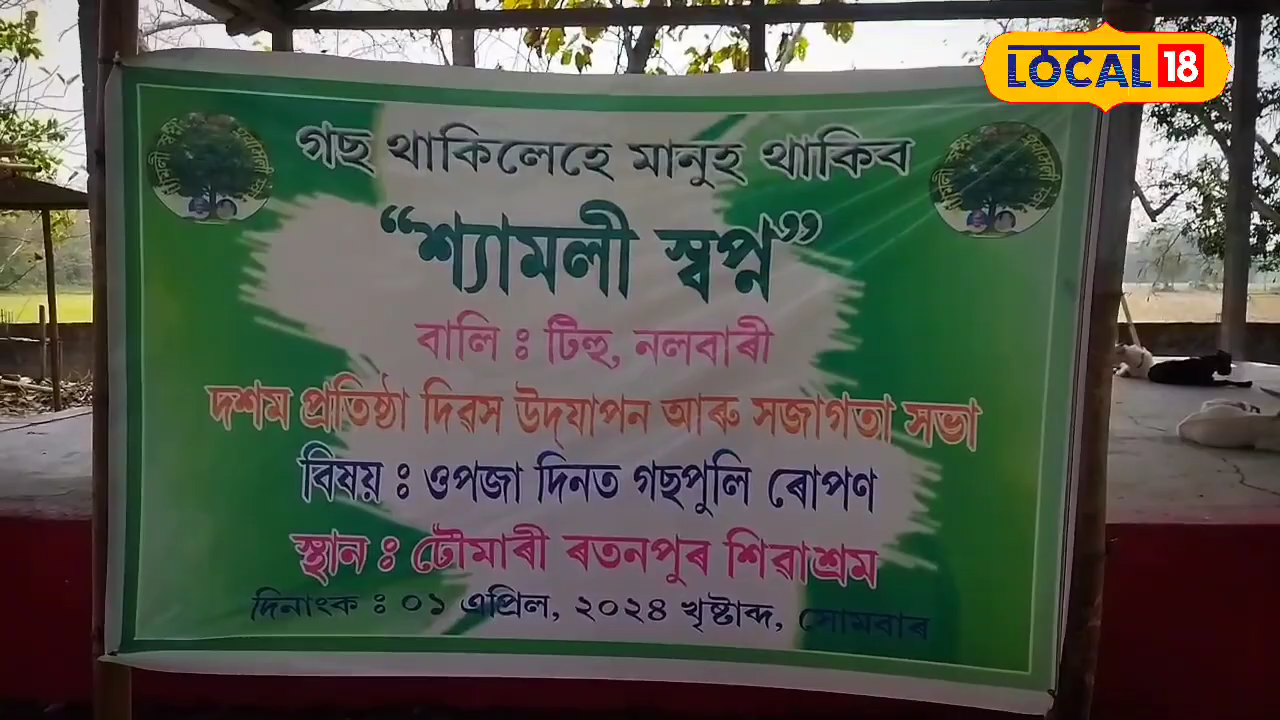 LOCAL 18
গছ থাকিলেহে মানুহ থাকিব
“শ্যামলী স্বপ্ন”
বালি ঃ টিহু, নলবাৰী
দশম প্ৰতিষ্ঠা দিৱস উদ্‌যাপন আৰু সজাগতা সভা
বিষয় ঃ ওপজা দিনত গছপুলি ৰোপণ
স্থান ঃ টৌমাৰী ৰতনপুৰ শিৱাশ্ৰম
দিনাংক ঃ ০১ এপ্ৰিল, ২০২৪ খৃষ্টাব্দ, সোমবাৰ